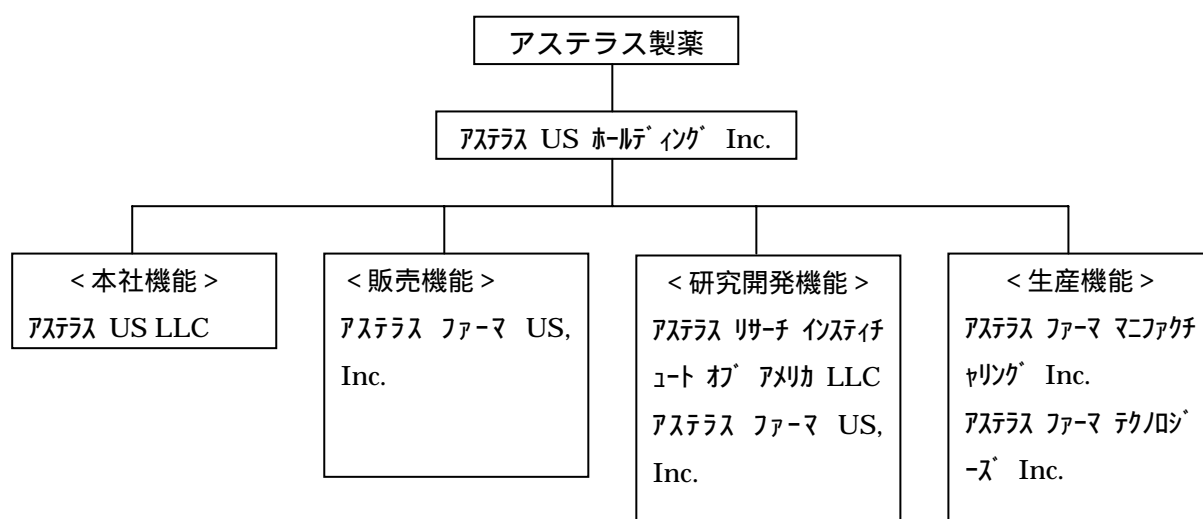 アステラス製薬
ｱｽﾃﾗｽ US ﾎｰﾙﾃﾞｨﾝｸﾞ Inc.
＜本社機能＞
ｱｽﾃﾗｽ US LLC
＜販売機能＞
ｱｽﾃﾗｽ ﾌｧｰﾏ US,
Inc.
＜研究開発機能＞
ｱｽﾃﾗｽ ﾘｻｰﾁ ｲﾝｽﾃｨﾁ
ｭｰﾄ ｵﾌﾞ ｱﾒﾘｶ LLC
ｱｽﾃﾗｽ ﾌｧｰﾏ US,
Inc.
＜生産機能＞
ｱｽﾃﾗｽ ﾌｧｰﾏ ﾏﾆﾌｧｸﾁ
ｬﾘﾝｸﾞ Inc.
ｱｽﾃﾗｽ ﾌｧｰﾏ ﾃｸﾉﾛｼﾞ
ｰｽﾞ Inc.